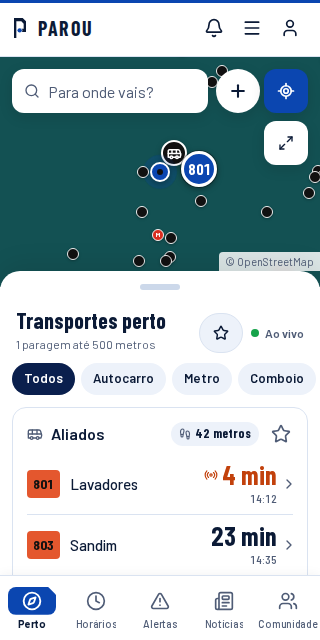 PAROU
Para onde vais?
801
M
© OpenStreetMap
Transportes perto
1 paragem até 500 metros
Ao vivo
Todos
Autocarro
Metro
Comboio
Aliados
42 metros
801
Lavadores
4 min
14:12
803
Sandim
23 min
14:35
Perto
Horários
Alertas
Notícias
Comunidade